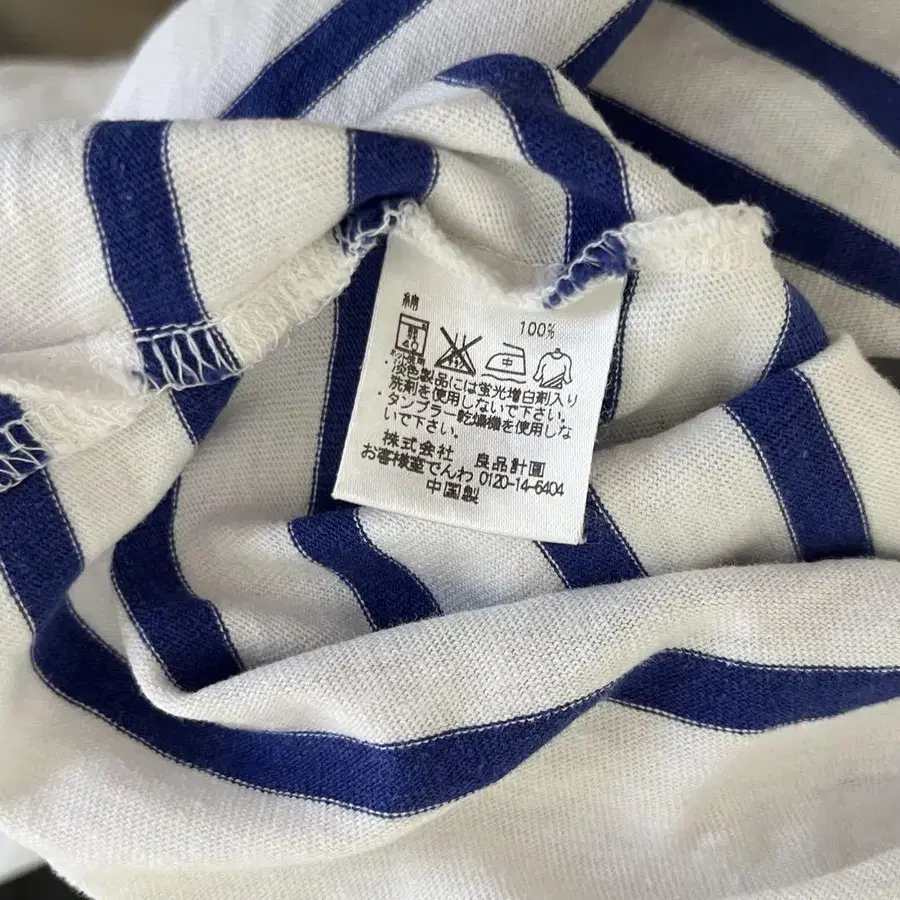 綿
100%
40
中
・淡色製品には蛍光増白剤入り
洗剤を使用しないで下さい。
・タンブラー乾燥機を使用しな
いで下さい。
株式会社 良品計画
お客様室でんわ 0120-14-6404
中国製